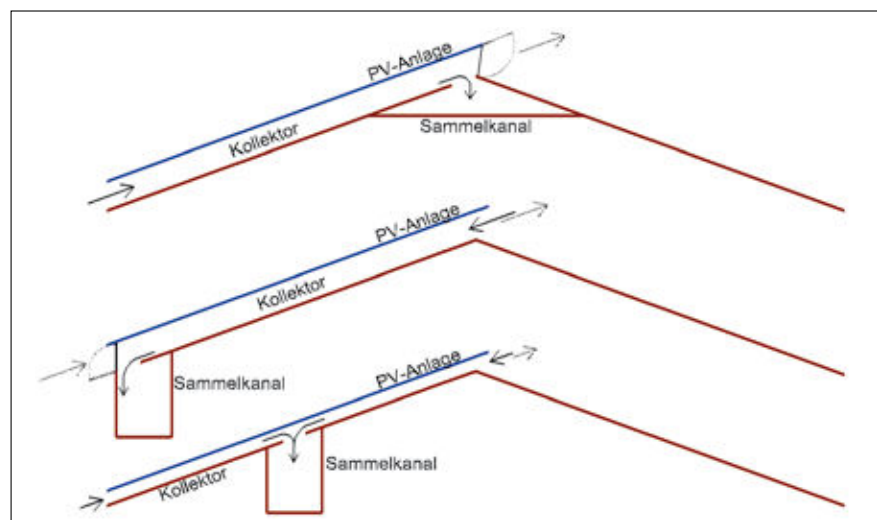 PV-Anlage
Kollektor
Sammelkanal
PV-Anlage
Kollektor
Sammelkanal
PV-Anlage
Kollektor
Sammelkanal